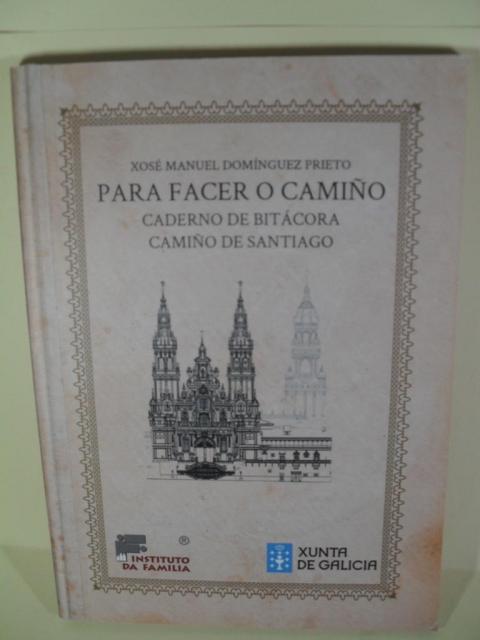 XOSÉ MANUEL DOMÍNGUEZ PRIETO
PARA FACER O CAMIÑO
CADERNO DE BITÁCORA
CAMIÑO DE SANTIAGO
®
INSTITUTO
DA FAMILIA
XUNTA
DE GALICIA